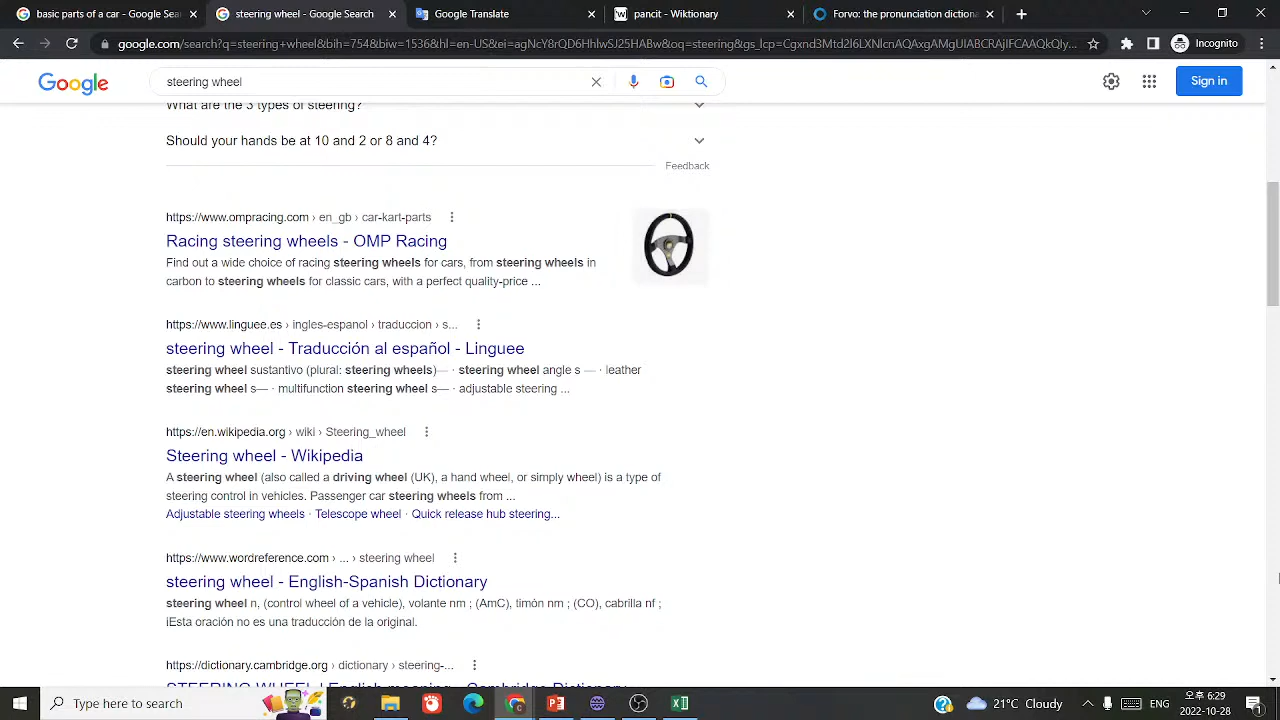 basic parts of a car - Google Sear
steering wheel - Google Search
Google Translate
pancit - Wiktionary
Forvo: the pronunciation dictiona
google.com/search?q=steering+wheel&bih=754&biw=1536&hl=en-US&ei=agNcY8rQD6HhlwSJ25HABw&oq=steering&gs_lcp=Cgxnd3Mtd2l6LXNlcnAQAxgAMgUIABCRAjIFCAAQkQIy...
Incognito
Google
steering wheel
Sign in
What are the 3 types of steering?
Should your hands be at 10 and 2 or 8 and 4?
Feedback
https://www.ompracing.com › en_gb › car-kart-parts
Racing steering wheels - OMP Racing
Find out a wide choice of racing steering wheels for cars, from steering wheels in
carbon to steering wheels for classic cars, with a perfect quality-price ...
https://www.linguee.es › ingles-espanol › traduccion › s...
steering wheel - Traducción al español - Linguee
steering wheel sustantivo (plural: steering wheels)— · steering wheel angle s — · leather
steering wheel s— · multifunction steering wheel s— · adjustable steering ...
https://en.wikipedia.org › wiki › Steering_wheel
Steering wheel - Wikipedia
A steering wheel (also called a driving wheel (UK), a hand wheel, or simply wheel) is a type of
steering control in vehicles. Passenger car steering wheels from ...
Adjustable steering wheels · Telescope wheel · Quick release hub steering...
https://www.wordreference.com › ... › steering wheel
steering wheel - English-Spanish Dictionary
steering wheel n, (control wheel of a vehicle), volante nm ; (AmC), timón nm ; (CO), cabrilla nf ;
¡Esta oración no es una traducción de la original.
https://dictionary.cambridge.org › dictionary › steering-...
STEERING WHEEL | English meaning - Cambridge Dictionary
Type here to search
21°C Cloudy
ENG
오후 6:29
2022-10-28